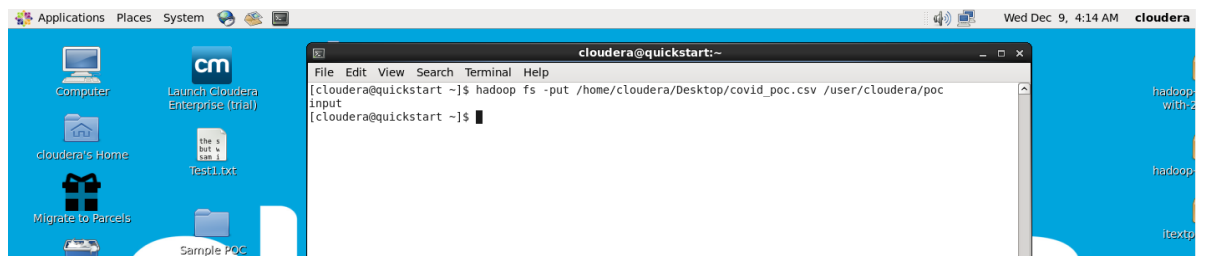 Applications Places System
Wed Dec 9, 4:14 AM cloudera
cloudera@quickstart:~
File Edit View Search Terminal Help
[cloudera@quickstart ~]$ hadoop fs -put /home/cloudera/Desktop/covid_poc.csv /user/cloudera/poc
input
[cloudera@quickstart ~]$
Computer
cm
Launch Cloudera
Enterprise (trial)
cloudera's Home
the s
but w
sam i
Test1.txt
Migrate to Parcels
Sample POC
hadoop-
with-2
hadoop-
itextp